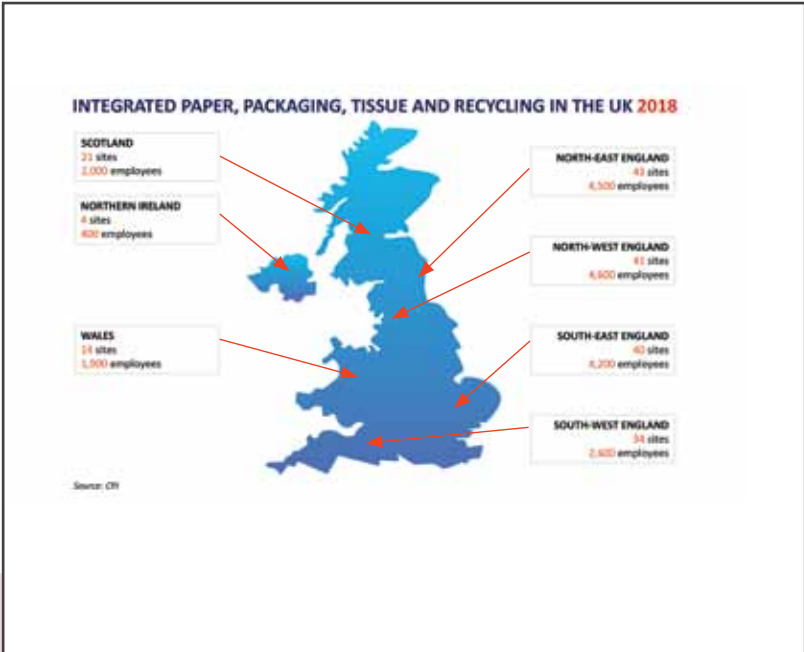 INTEGRATED PAPER, PACKAGING, TISSUE AND RECYCLING IN THE UK 2018
SCOTLAND
21 sites
2,000 employees
NORTHERN IRELAND
4 sites
400 employees
WALES
14 sites
1,900 employees
NORTH-EAST ENGLAND
43 sites
4,500 employees
NORTH-WEST ENGLAND
41 sites
4,600 employees
SOUTH-EAST ENGLAND
40 sites
4,200 employees
SOUTH-WEST ENGLAND
34 sites
2,600 employees
Source: CPI